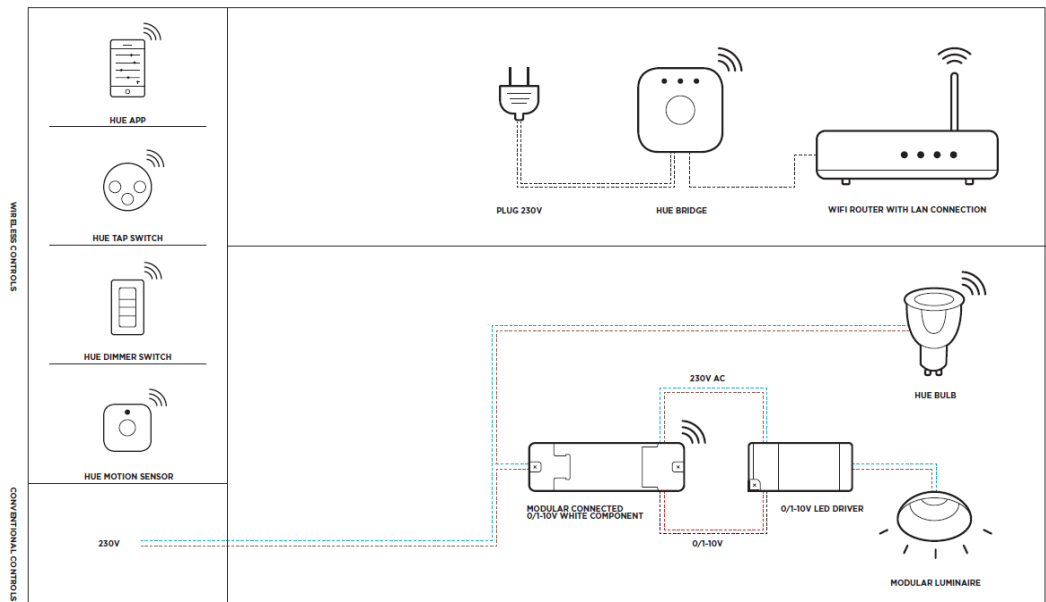 WIRELESS CONTROLS
HUE APP
HUE TAP SWITCH
HUE DIMMER SWITCH
HUE MOTION SENSOR
CONVENTIONAL CONTROLS
230V
PLUG 230V
HUE BRIDGE
WIFI ROUTER WITH LAN CONNECTION
HUE BULB
230V AC
MODULAR CONNECTED
0/1-10V WHITE COMPONENT
0/1-10V LED DRIVER
0/1-10V
MODULAR LUMINAIRE